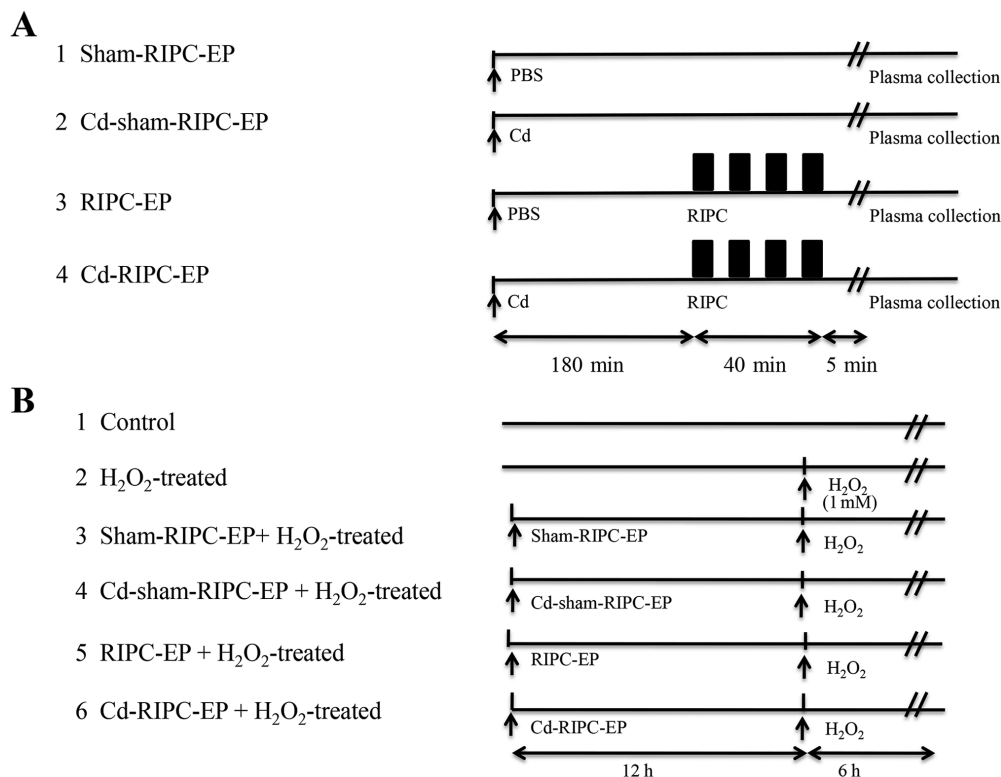 A
1 Sham-RIPC-EP
PBS
Plasma collection
2 Cd-sham-RIPC-EP
Cd
Plasma collection
3 RIPC-EP
PBS
RIPC
Plasma collection
4 Cd-RIPC-EP
Cd
RIPC
Plasma collection
180 min
40 min
5 min
B
1 Control
2 H₂O₂-treated
H₂O₂
(1 mM)
3 Sham-RIPC-EP+ H₂O₂-treated
Sham-RIPC-EP
H₂O₂
4 Cd-sham-RIPC-EP + H₂O₂-treated
Cd-sham-RIPC-EP
H₂O₂
5 RIPC-EP + H₂O₂-treated
RIPC-EP
H₂O₂
6 Cd-RIPC-EP + H₂O₂-treated
Cd-RIPC-EP
H₂O₂
12 h
6 h